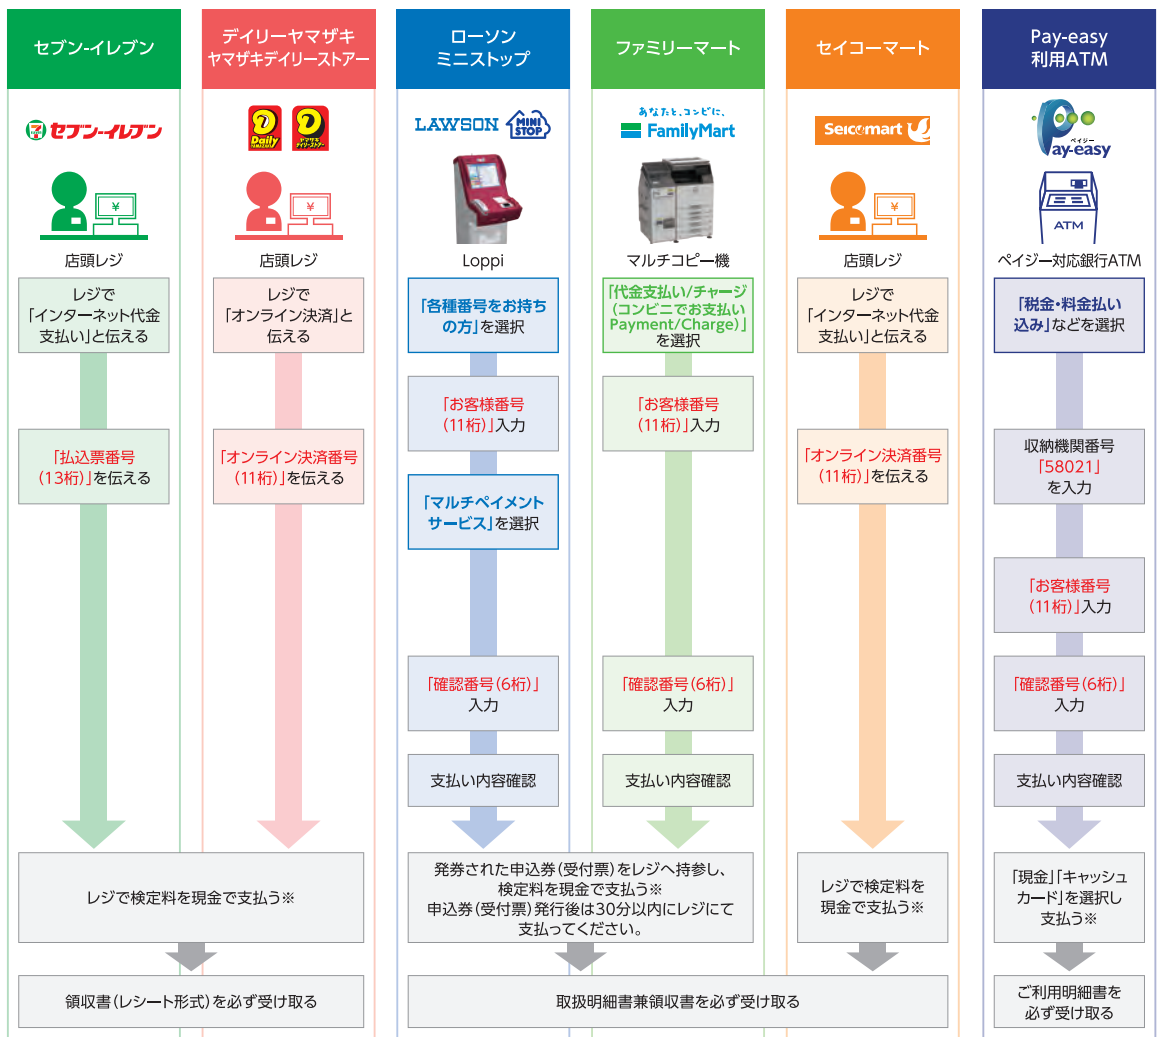 セブン-イレブン
デイリーヤマザキ
ヤマザキデイリーストアー
ローソン
ミニストップ
ファミリーマート
セイコーマート
Pay-easy
利用ATM
セブン-イレブン
Daily
ヤマザキ
デイリーストアー
LAWSON
MINI
STOP
あなたと、コンビに、
FamilyMart
Seicomart
ペイジー
Pay-easy
¥
¥
¥
ATM
店頭レジ
店頭レジ
Loppi
マルチコピー機
店頭レジ
ペイジー対応銀行ATM
レジで
「インターネット代金
支払い」と伝える
「払込票番号
(13桁)」を伝える
レジで
「オンライン決済」と
伝える
「オンライン決済番号
(11桁)」を伝える
「各種番号をお持ち
の方」を選択
「お客様番号
(11桁)」入力
「マルチペイメント
サービス」を選択
「確認番号(6桁)」
入力
支払い内容確認
「代金支払い/チャージ
(コンビニでお支払い
Payment/Charge)」
を選択
「お客様番号
(11桁)」入力
「確認番号(6桁)」
入力
支払い内容確認
レジで
「インターネット代金
支払い」と伝える
「オンライン決済番号
(11桁)」を伝える
「税金・料金払い
込み」などを選択
収納機関番号
「58021」
を入力
「お客様番号
(11桁)」入力
「確認番号(6桁)」
入力
支払い内容確認
レジで検定料を現金で支払う※
発券された申込券(受付票)をレジへ持参し、
検定料を現金で支払う※
申込券(受付票)発行後は30分以内にレジにて
支払ってください。
レジで検定料を
現金で支払う※
「現金」「キャッシュ
カード」を選択し
支払う※
領収書(レシート形式)を必ず受け取る
取扱明細書兼領収書を必ず受け取る
ご利用明細書を
必ず受け取る